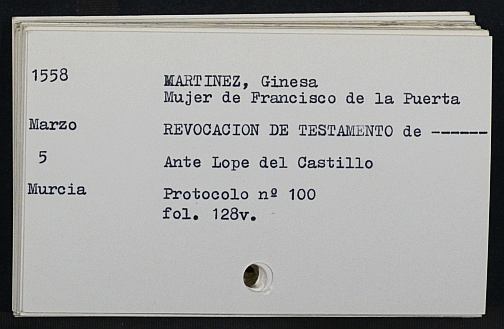 1558 MARTINEZ, Ginesa
Mujer de Francisco de la Puerta
Marzo REVOCACION DE TESTAMENTO de ------
5 Ante Lope del Castillo
Murcia Protocolo nº 100
fol. 128v.